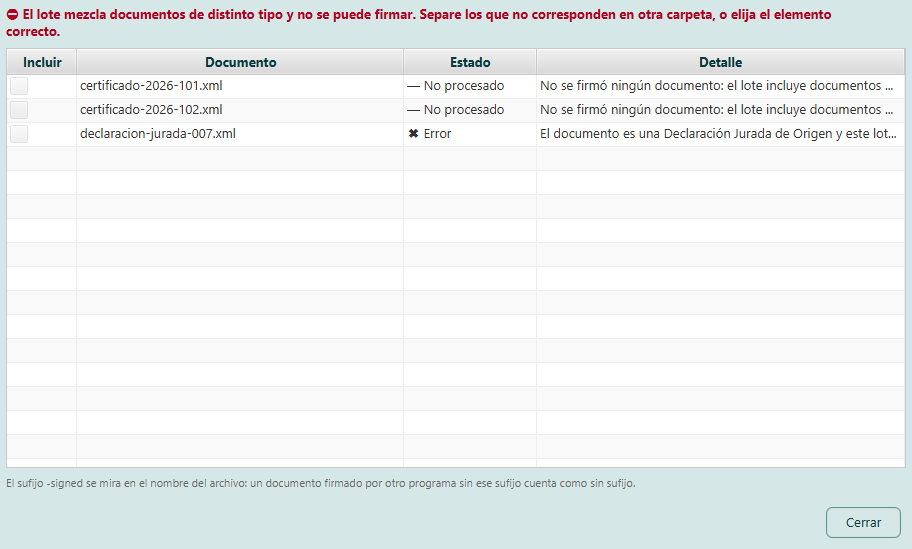 ⛔ El lote mezcla documentos de distinto tipo y no se puede firmar. Separe los que no corresponden en otra carpeta, o elija el elemento
correcto.
Incluir Documento Estado Detalle
certificado-2026-101.xml — No procesado No se firmó ningún documento: el lote incluye documentos ...
certificado-2026-102.xml — No procesado No se firmó ningún documento: el lote incluye documentos ...
declaracion-jurada-007.xml ✖ Error El documento es una Declaración Jurada de Origen y este lot...
El sufijo -signed se mira en el nombre del archivo: un documento firmado por otro programa sin ese sufijo cuenta como sin sufijo.
Cerrar